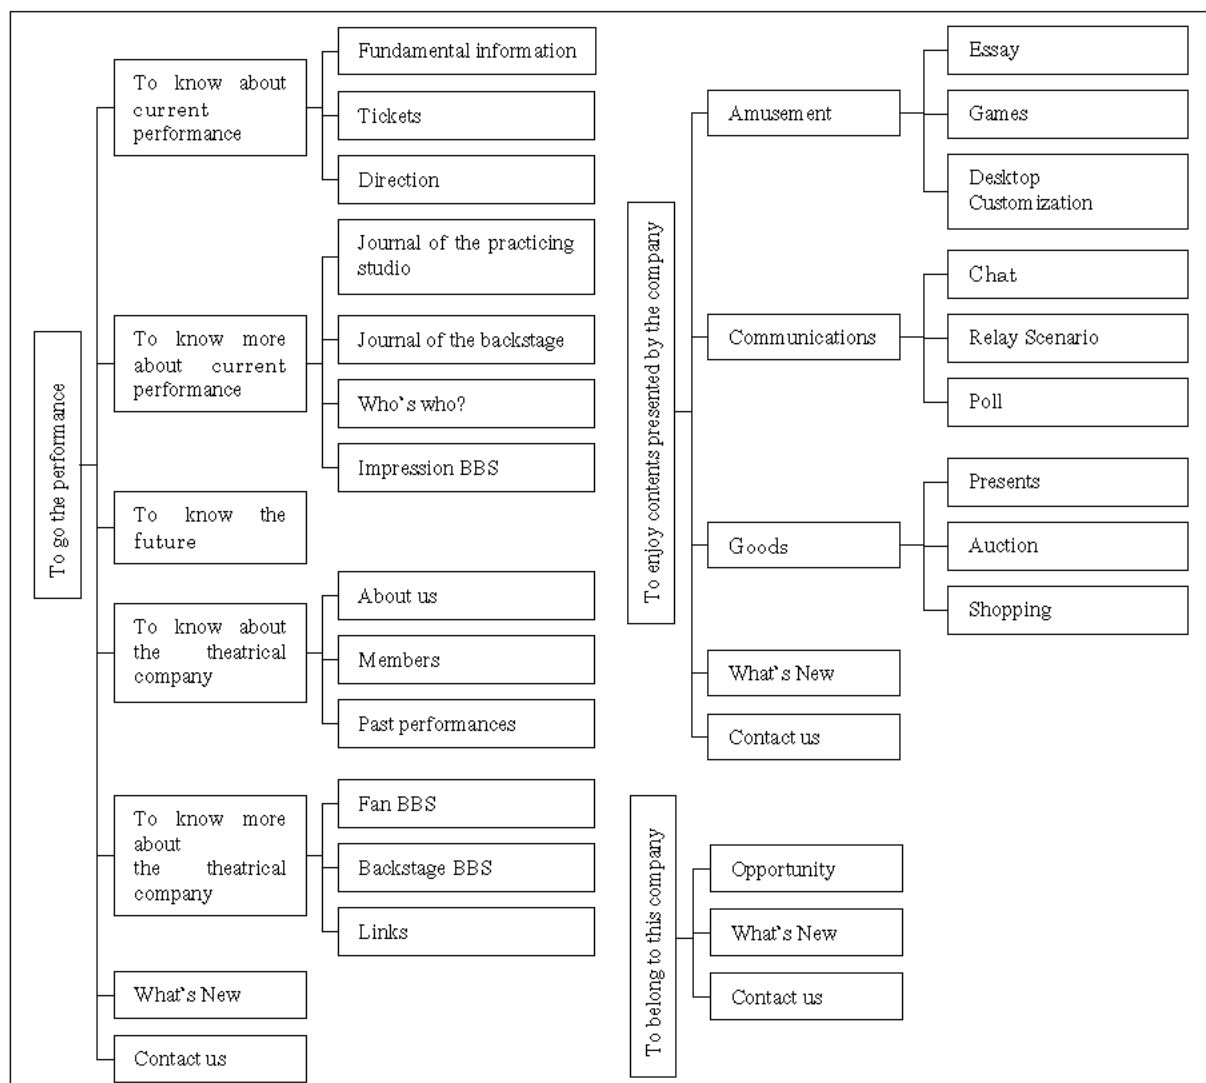 To go the performance
To know about
current
performance
Fundamental information
Tickets
Direction
To know more
about current
performance
Journal of the practicing
studio
Journal of the backstage
Who`s who?
Impression BBS
To know the
future
To know about
the theatrical
company
About us
Members
Past performances
To know more
about
the theatrical
company
Fan BBS
Backstage BBS
Links
What`s New
Contact us
To enjoy contents presented by the company
Amusement
Essay
Games
Desktop
Customization
Communications
Chat
Relay Scenario
Poll
Goods
Presents
Auction
Shopping
What`s New
Contact us
To belong to this company
Opportunity
What`s New
Contact us